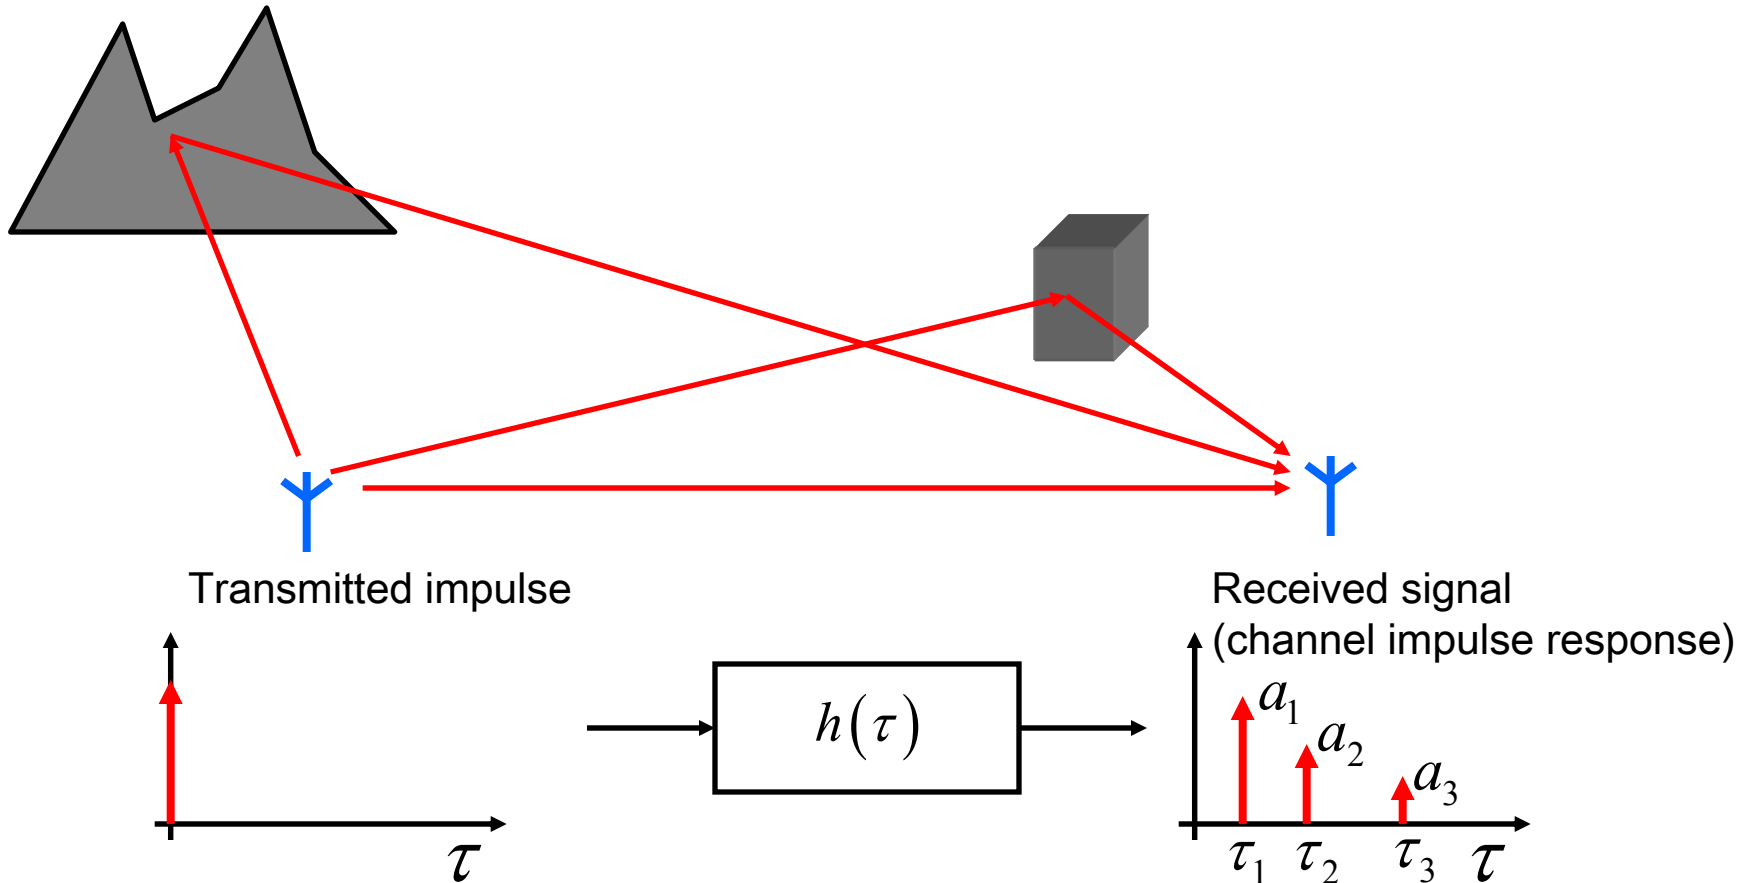 Transmitted impulse
Received signal
(channel impulse response)
h(τ)
a₁
a₂
a₃
τ
τ₁ τ₂ τ₃ τ